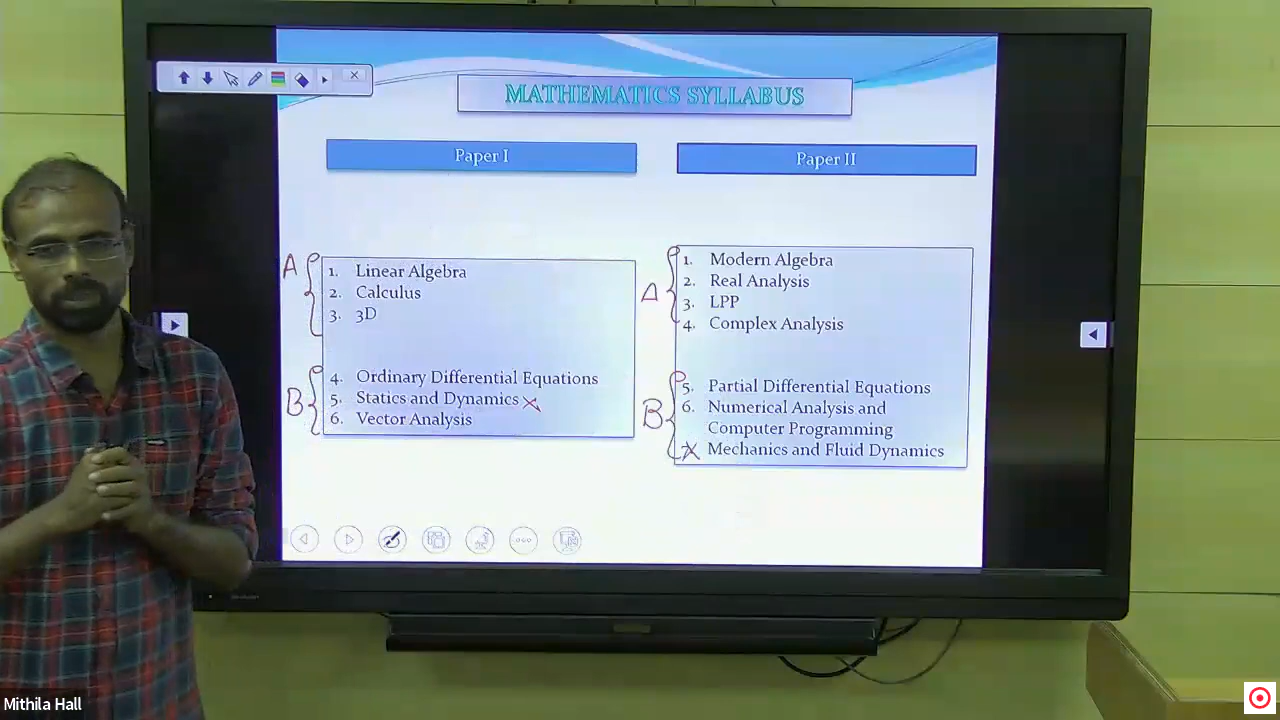 MATHEMATICS SYLLABUS
Paper I
Paper II
A
1. Linear Algebra
2. Calculus
3. 3D
B
4. Ordinary Differential Equations
5. Statics and Dynamics
6. Vector Analysis
A
1. Modern Algebra
2. Real Analysis
3. LPP
4. Complex Analysis
B
5. Partial Differential Equations
6. Numerical Analysis and
Computer Programming
Mechanics and Fluid Dynamics
Mithila Hall